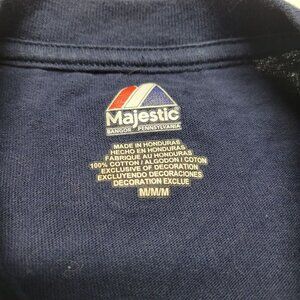 Majestic
BANGOR PENNSYLVANIA
MADE IN HONDURAS
HECHO EN HONDURAS
FABRIQUE AU HONDURAS
100% COTTON / ALGODON / COTON
EXCLUSIVE OF DECORATION
EXCLUYENDO DECORACIONES
DECORATION EXCLUE
M/M/M